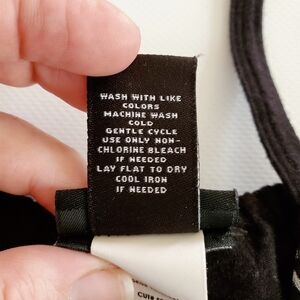 WASH WITH LIKE
COLORS
MACHINE WASH
COLD
GENTLE CYCLE
USE ONLY NON-
CHLORINE BLEACH
IF NEEDED
LAY FLAT TO DRY
COOL IRON
IF NEEDED